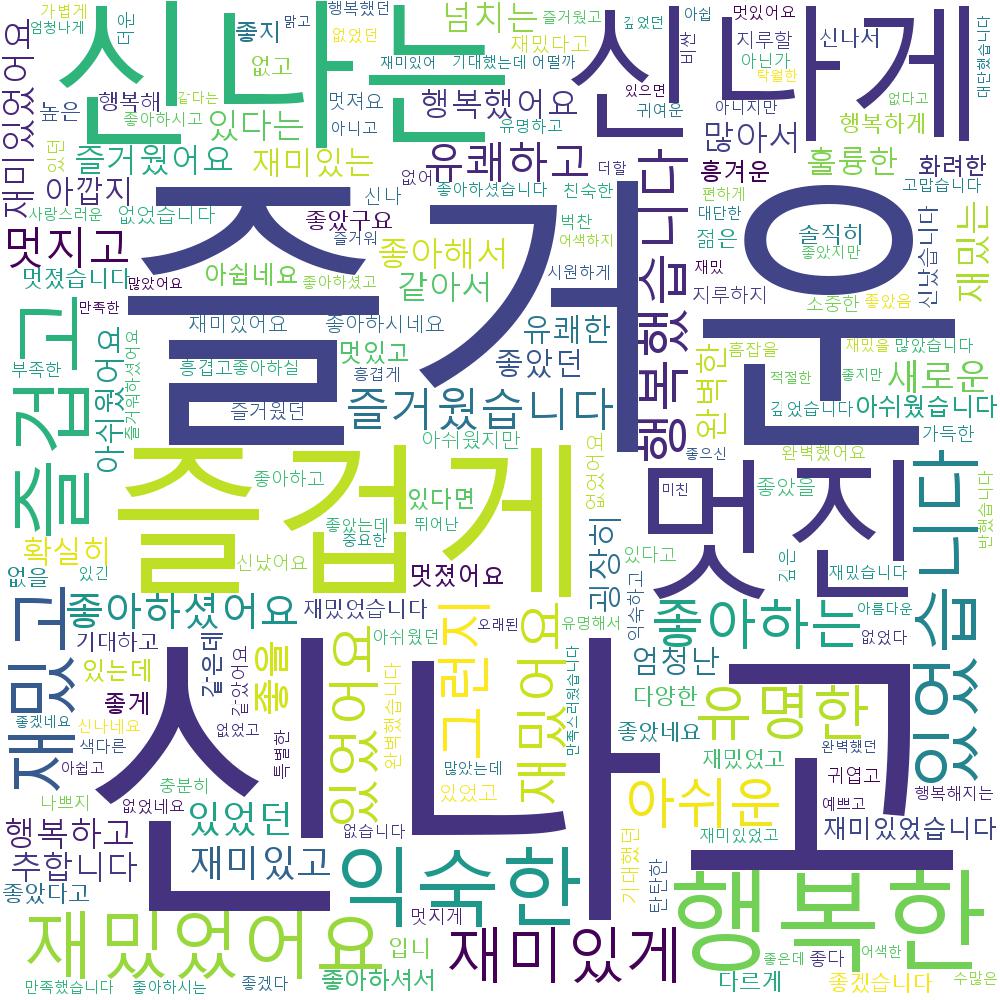 가볍게
엄청나게
더운
신나는
맑고
행복했던
좋지
없었던
없고
넘치는
즐거웠고
깊었던
아쉽
재밌다고
비싼
멋있어요
신나게
지루할
신나서
대단했습니다
재미있었어요
높은
행복해
같다는
좋아하시고
있다는
멋져요
재미있어
기대했는데 어떨까
행복했어요
아니고
유명하고
있으면
귀여운
아닌가
탁월한
아니지만
없다고
많아서
행복하게
있던
즐거웠어요
재미있는
유쾌하고
더할
흥겨운
훌륭한
화려한
아깝지
사랑스러운
없었습니다
좋았구요
신나
없어
좋아하셨습니다
친숙한
편하게
고맙습니다
멋지고
즐거워
좋아해서
벅찬
어색하지
대단한
젊은
솔직히
좋았지만
신났습니다
재밌는
멋졌습니다
많았어요
아쉽네요
좋아하셨고
같아서
시원하게
행복했습니다
재밌
지루하지
소중한
좋았음
즐거운
만족한
재미있어요
좋아하시네요
유쾌한
즐겁고
부족한
아쉬웠어요
즐거워하셨어요
흥겹고좋아하실
멋있고
좋았던
흥겹게
완벽한
흠잡을
재밌을
많았습니다
적절한
좋지만
새로운
즐거웠던
즐거웠습니다
깊었습니다
아쉬웠습니다
가득한
아쉬웠지만
없었어요
좋으신
완벽했어요
즐겁게
좋아하고
있다면
좋았는데
뛰어난
중요한
미친
멋진
좋았을
반했습니다
있었습니다
확실히
없을
있긴
신났어요
멋졌어요
굉장히
있다고
깊은
재밌습니다
재밌고
좋아하셨어요
재밌었습니다
오래된
유명해서
익숙하고
좋아하는
아름다운
없었다
기대하고
있는데
같은데
같았어요
좋을
아쉬웠던
그런지
재밌어요
만족스러웠습니다
엄청난
좋게
좋겠네요
신나네요
색다른
없었고
특별한
있었어요
완벽했습니다
다양한
유명한
좋았네요
아쉽고
많았는데
재밌었고
완벽했던
신나고
나쁘지
충분히
없었네요
있었고
귀엽고
행복해지는
아쉬운
예쁘고
행복하고
있었던
없습니다
기대했던
재미있었고
재미있었습니다
추합니다
재미있고
익숙한
탄탄한
좋았다고
멋지게
행복한
재밌었어요
입니
재미있게
어색한
좋은데
좋다
만족했습니다
좋아하시는
좋겠다
좋아하셔서
다르게
좋겠습니다
수많은